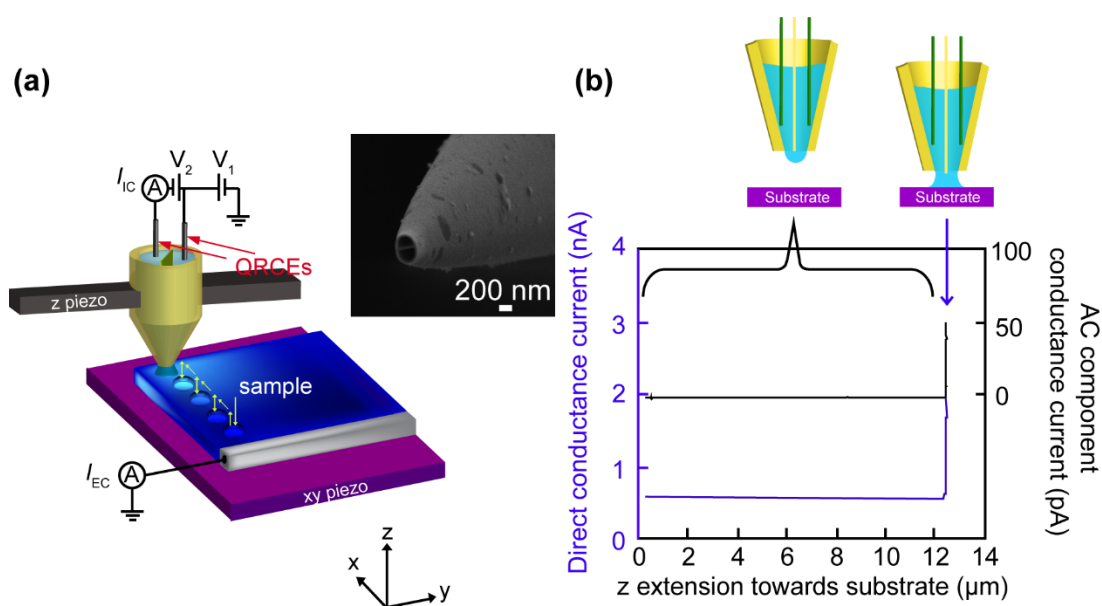 (a)
I_IC
A
V_2
V_1
QRCEs
z piezo
200 nm
sample
I_EC
A
xy piezo
z
x
y
(b)
Substrate
Substrate
Direct conductance current (nA)
4
3
2
1
0
100
50
0
AC component
conductance current (pA)
0 2 4 6 8 10 12 14
z extension towards substrate (µm)